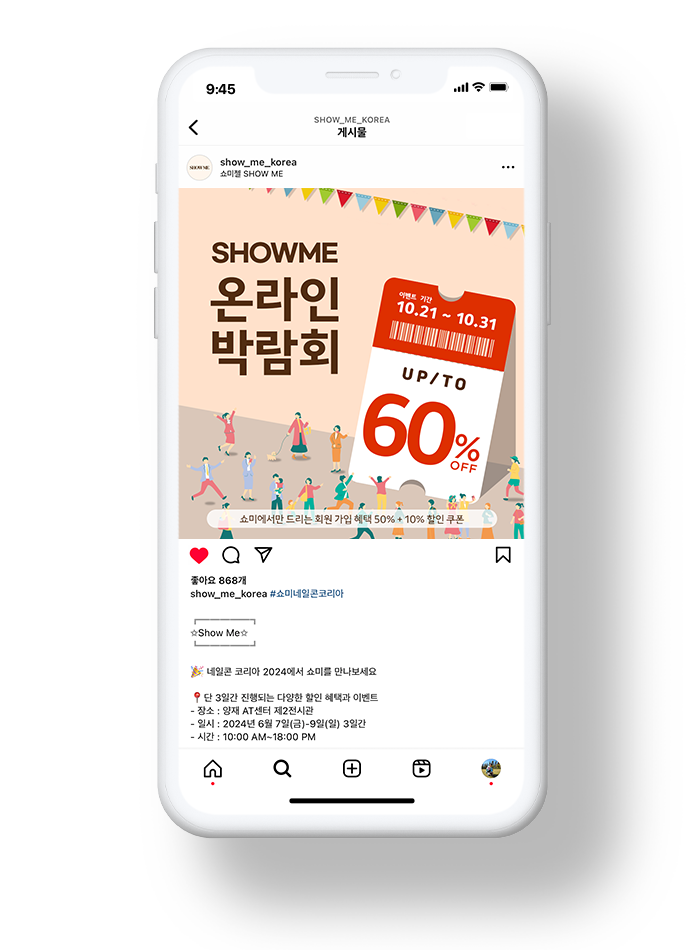 9:45
SHOW_ME_KOREA
게시물
SHOWME
show_me_korea
쇼미젤 SHOW ME
SHOWME
온라인
박람회
이벤트 기간
10.21 ~ 10.31
UP/TO
60%
OFF
쇼미에서만 드리는 회원 가입 혜택 50% + 10% 할인 쿠폰
좋아요 868개
show_me_korea #쇼미네일콘코리아
☆Show Me☆
🎉 네일콘 코리아 2024에서 쇼미를 만나보세요
📍단 3일간 진행되는 다양한 할인 혜택과 이벤트
- 장소 : 양재 AT센터 제2전시관
- 일시 : 2024년 6월 7일(금)-9일(일) 3일간
- 시간 : 10:00 AM~18:00 PM